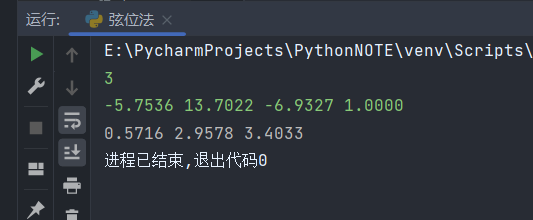 运行: 弦位法
E:\PycharmProjects\PythonNOTE\venv\Scripts\
3
-5.7536 13.7022 -6.9327 1.0000
0.5716 2.9578 3.4033
进程已结束,退出代码0